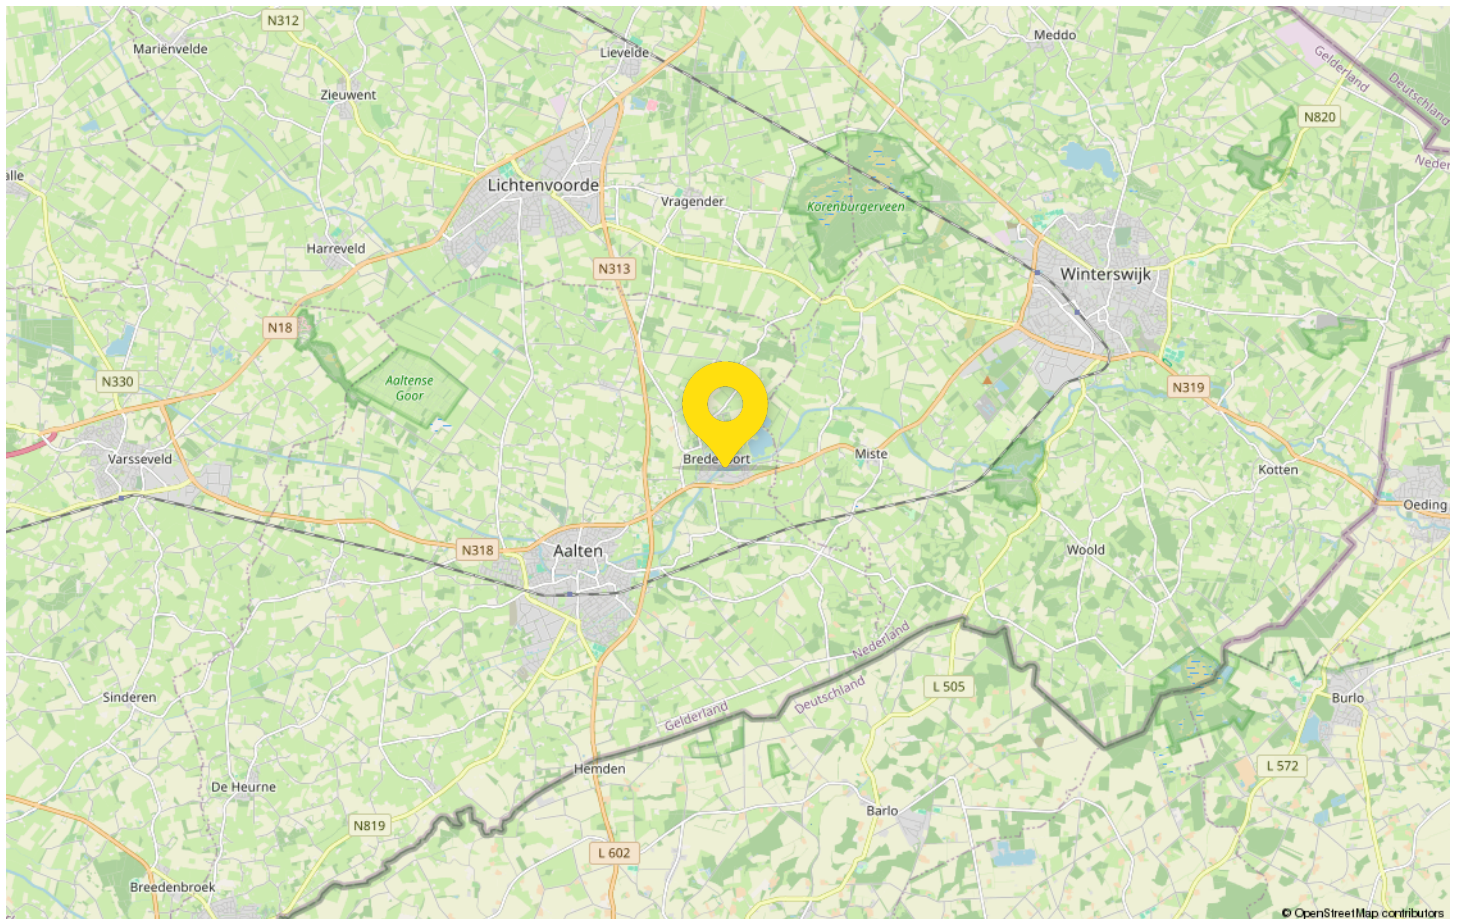 N312
Meddo
Mariënvelde
Lievelde
Gelderland
Deutschland
Zieuwent
N820
Neder
alle
Lichtenvoorde
Vragender
Korenburgerveen
Harreveld
N313
Winterswijk
N18
N330
Aaltense
Goor
N319
Varsseveld
Miste
Kotten
Oeding
N318
Aalten
Woold
Nederland
Deutschland
Gelderland
L 505
Sinderen
Burlo
Hemden
L 572
De Heurne
Barlo
N819
L 602
Breedenbroek
© OpenStreetMap contributors